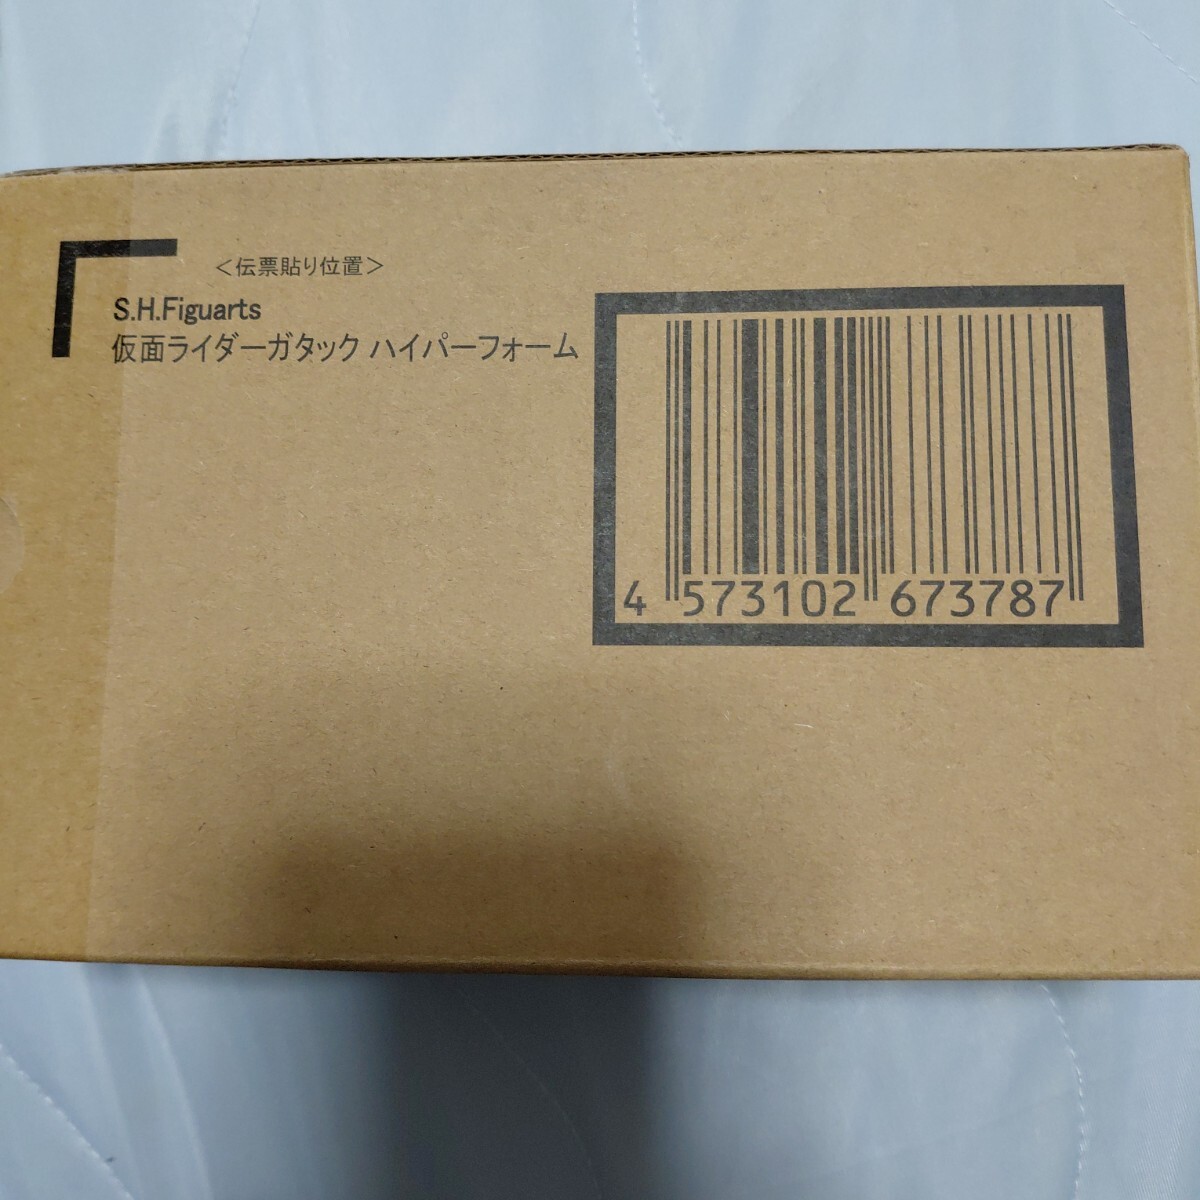 ＜伝票貼り位置＞
S.H.Figuarts
仮面ライダーガタック ハイパーフォーム
4 573102 673787